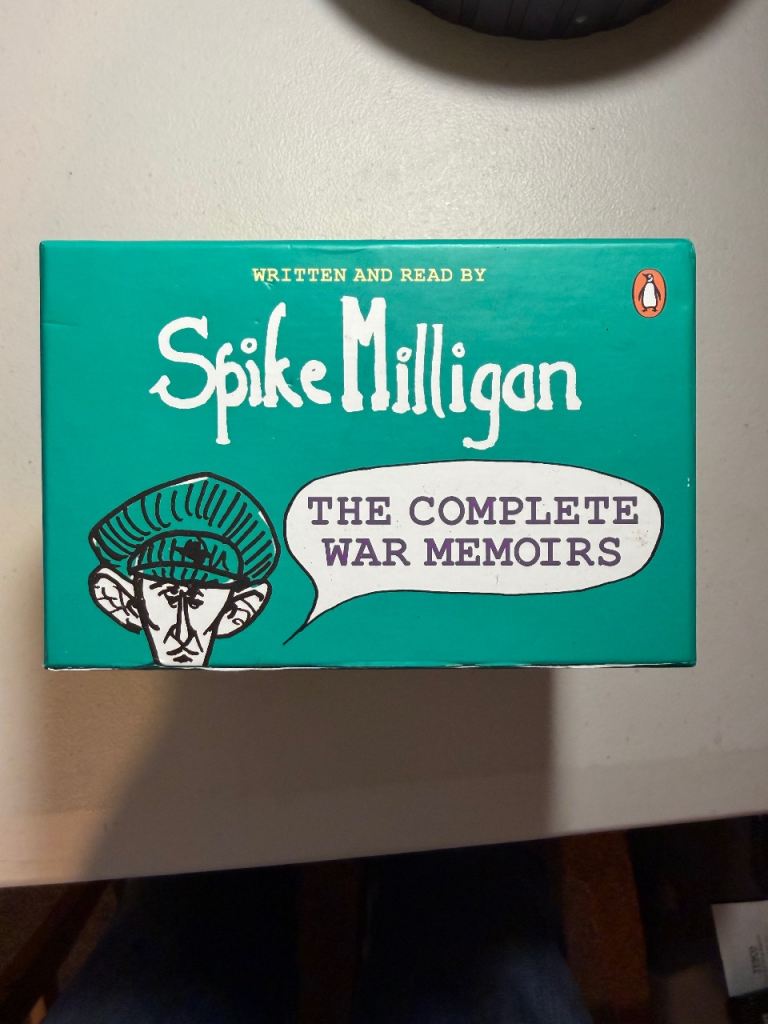 WRITTEN AND READ BY
Spike Milligan
THE COMPLETE
WAR MEMOIRS